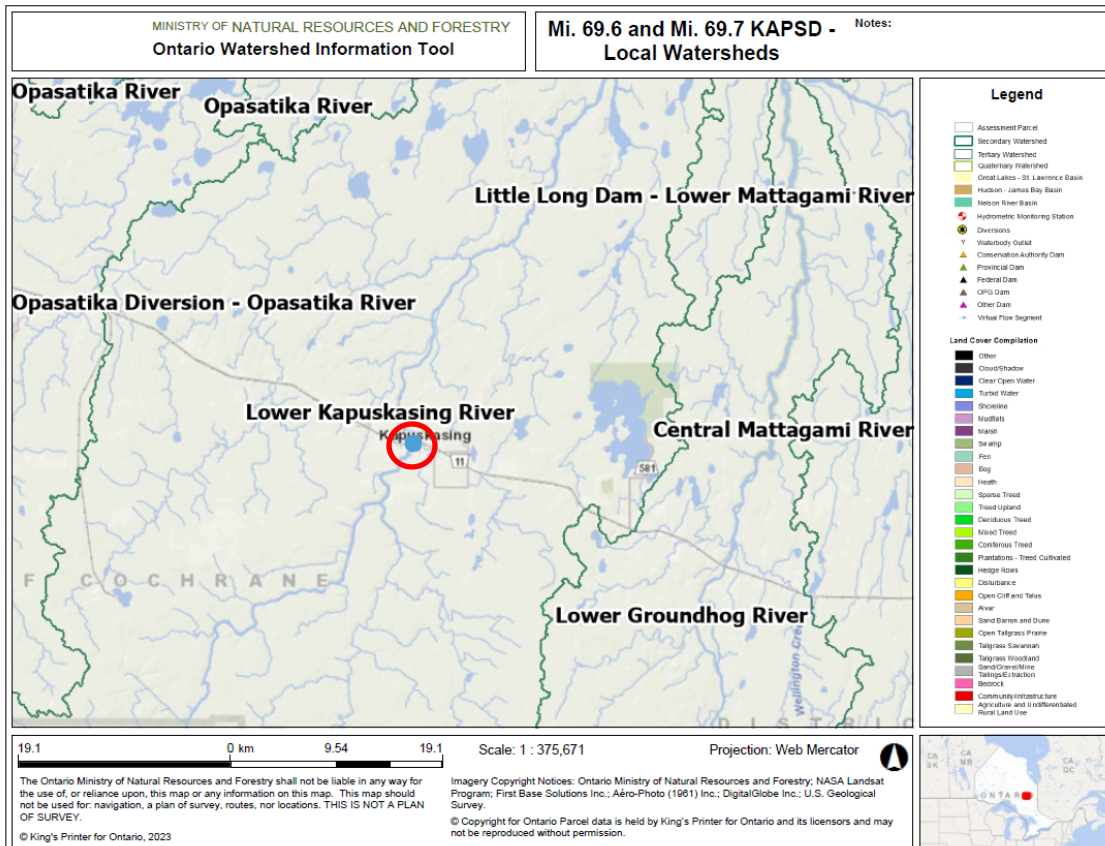 MINISTRY OF NATURAL RESOURCES AND FORESTRY
Ontario Watershed Information Tool
Mi. 69.6 and Mi. 69.7 KAPSD -
Local Watersheds
Notes:
Opasatika River
Opasatika River
Little Long Dam - Lower Mattagami River
Opasatika Diversion - Opasatika River
Lower Kapuskasing River
Kapuskasing
Central Mattagami River
11
581
F COCHRANE
Lower Groundhog River
Wellington Cre
DISTRIC
Legend
Assessment Parcel
Secondary Watershed
Tertiary Watershed
Quaternary Watershed
Great Lakes - St. Lawrence Basin
Hudson - James Bay Basin
Nelson River Basin
Hydrometric Monitoring Station
Diversions
Waterbody Outlet
Conservation Authority Dam
Provincial Dam
Federal Dam
OPG Dam
Other Dam
Virtual Flow Segment
Land Cover Compilation
Other
Cloud/Shadow
Clear Open Water
Turbid Water
Shoreline
Mudflats
Marsh
Swamp
Fen
Bog
Heath
Sparse Treed
Treed Upland
Deciduous Treed
Mixed Treed
Coniferous Treed
Plantations - Treed Cultivated
Hedge Rows
Disturbance
Open Cliff and Talus
Alvar
Sand Barren and Dune
Open Tallgrass Prairie
Tallgrass Savannah
Tallgrass Woodland
Sand/Gravel/Mine
Tailings/Extraction
Bedrock
Community/Infrastructure
Agriculture and Undifferentiated
Rural Land Use
19.1 0 km 9.54 19.1
Scale: 1 : 375,671
Projection: Web Mercator
The Ontario Ministry of Natural Resources and Forestry shall not be liable in any way for
the use of, or reliance upon, this map or any information on this map. This map should
not be used for: navigation, a plan of survey, routes, nor locations. THIS IS NOT A PLAN
OF SURVEY.
© King's Printer for Ontario, 2023
Imagery Copyright Notices: Ontario Ministry of Natural Resources and Forestry; NASA Landsat
Program; First Base Solutions Inc.; Aéro-Photo (1961) Inc.; DigitalGlobe Inc.; U.S. Geological
Survey.
© Copyright for Ontario Parcel data is held by King's Printer for Ontario and its licensors and may
not be reproduced without permission.
CA
SK
CA
MB
CA
QC
ONTAR